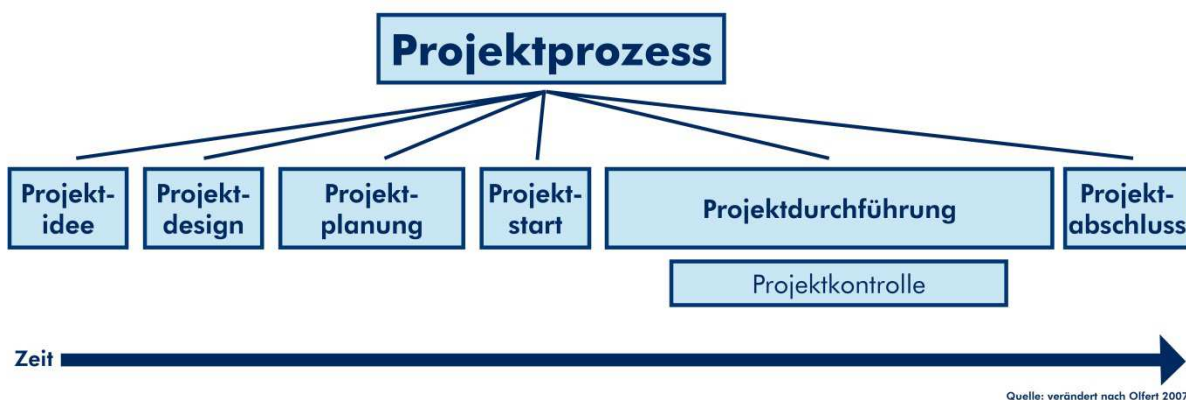 Projektprozess
Projekt-
idee
Projekt-
design
Projekt-
planung
Projekt-
start
Projektdurchführung
Projekt-
abschluss
Projektkontrolle
Zeit
Quelle: verändert nach Olfert 2007